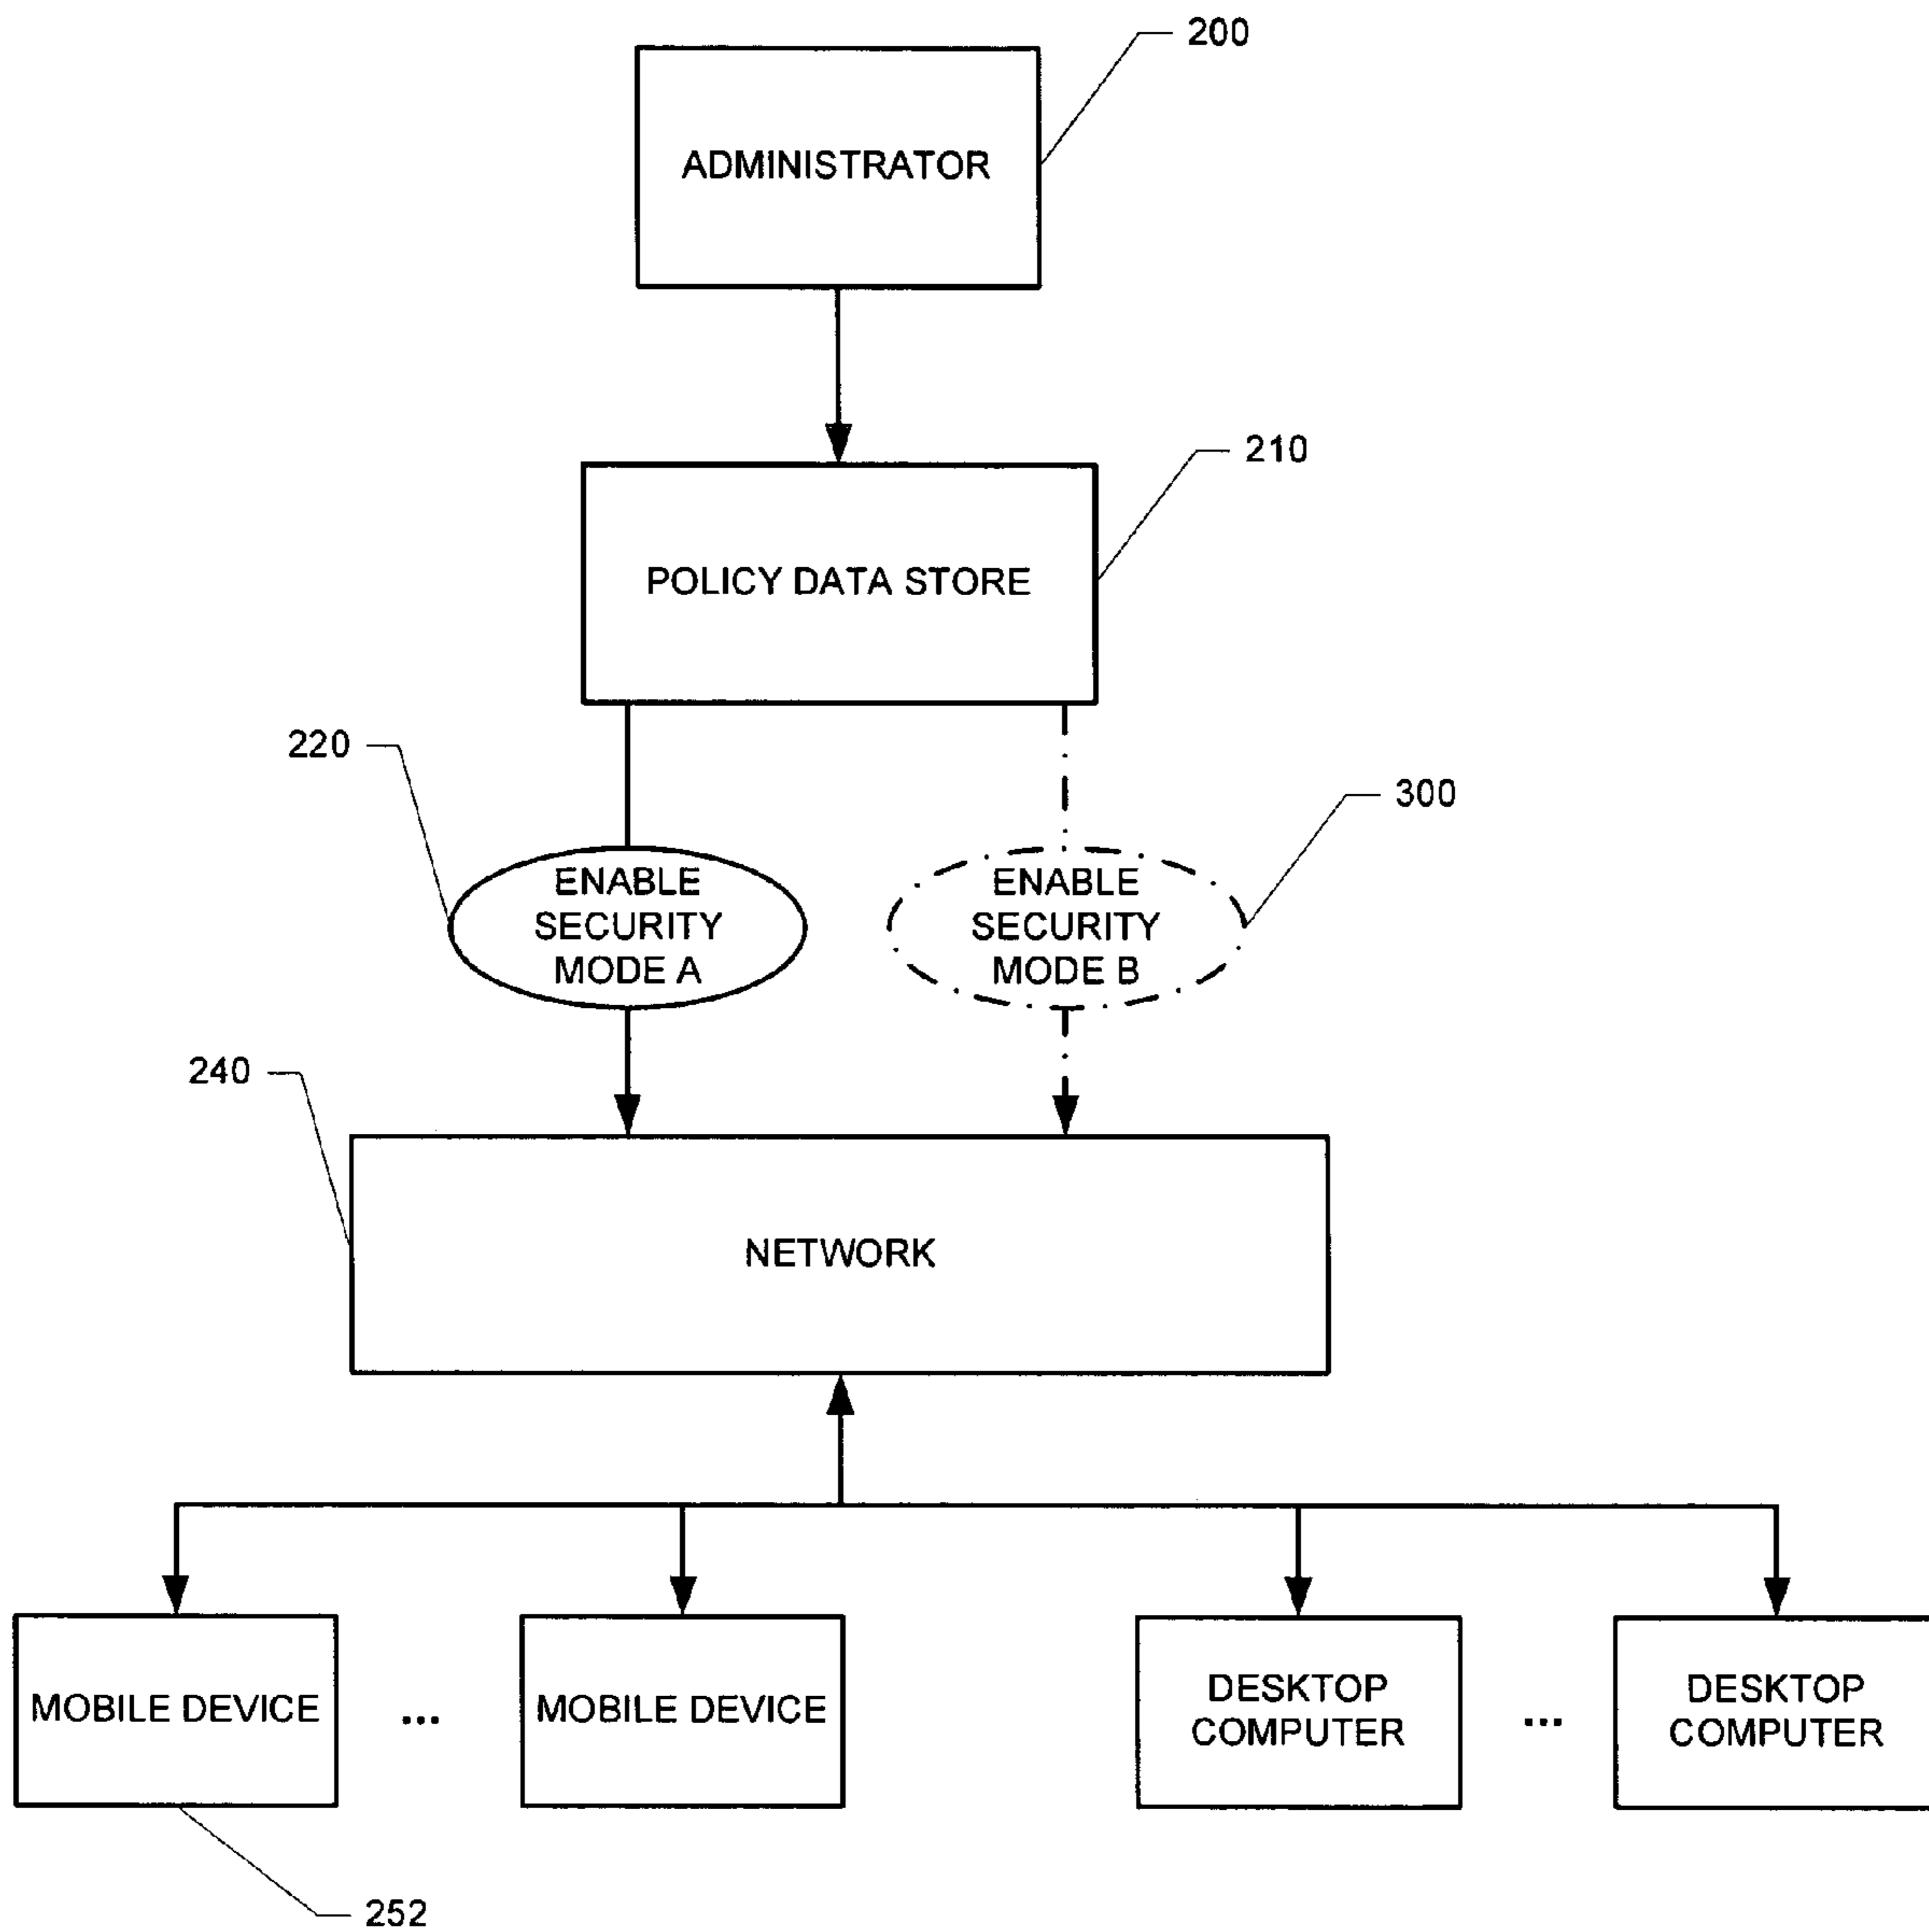 200
ADMINISTRATOR
210
POLICY DATA STORE
220
300
ENABLE
SECURITY
MODE A
ENABLE
SECURITY
MODE B
240
NETWORK
MOBILE DEVICE
...
MOBILE DEVICE
DESKTOP
COMPUTER
...
DESKTOP
COMPUTER
252